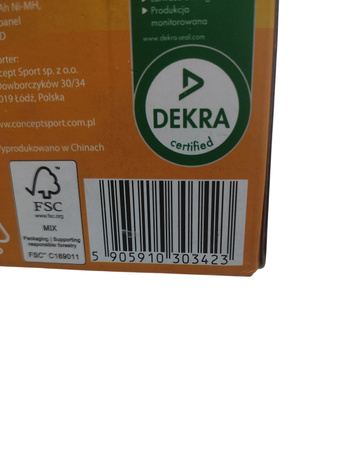 Ah Ni-MH,
panel
D
Produkcja
monitorowana
www.dekra-seal.com
DEKRA
certified
orter:
cept Sport sp. z o.o.
Dowborczyków 30/34
019 Łódź, Polska
www.conceptsport.com.pl
Wyprodukowano w Chinach
FSC
www.fsc.org
MIX
Packaging | Supporting
responsible forestry
FSC™ C189011
5 905910 303423